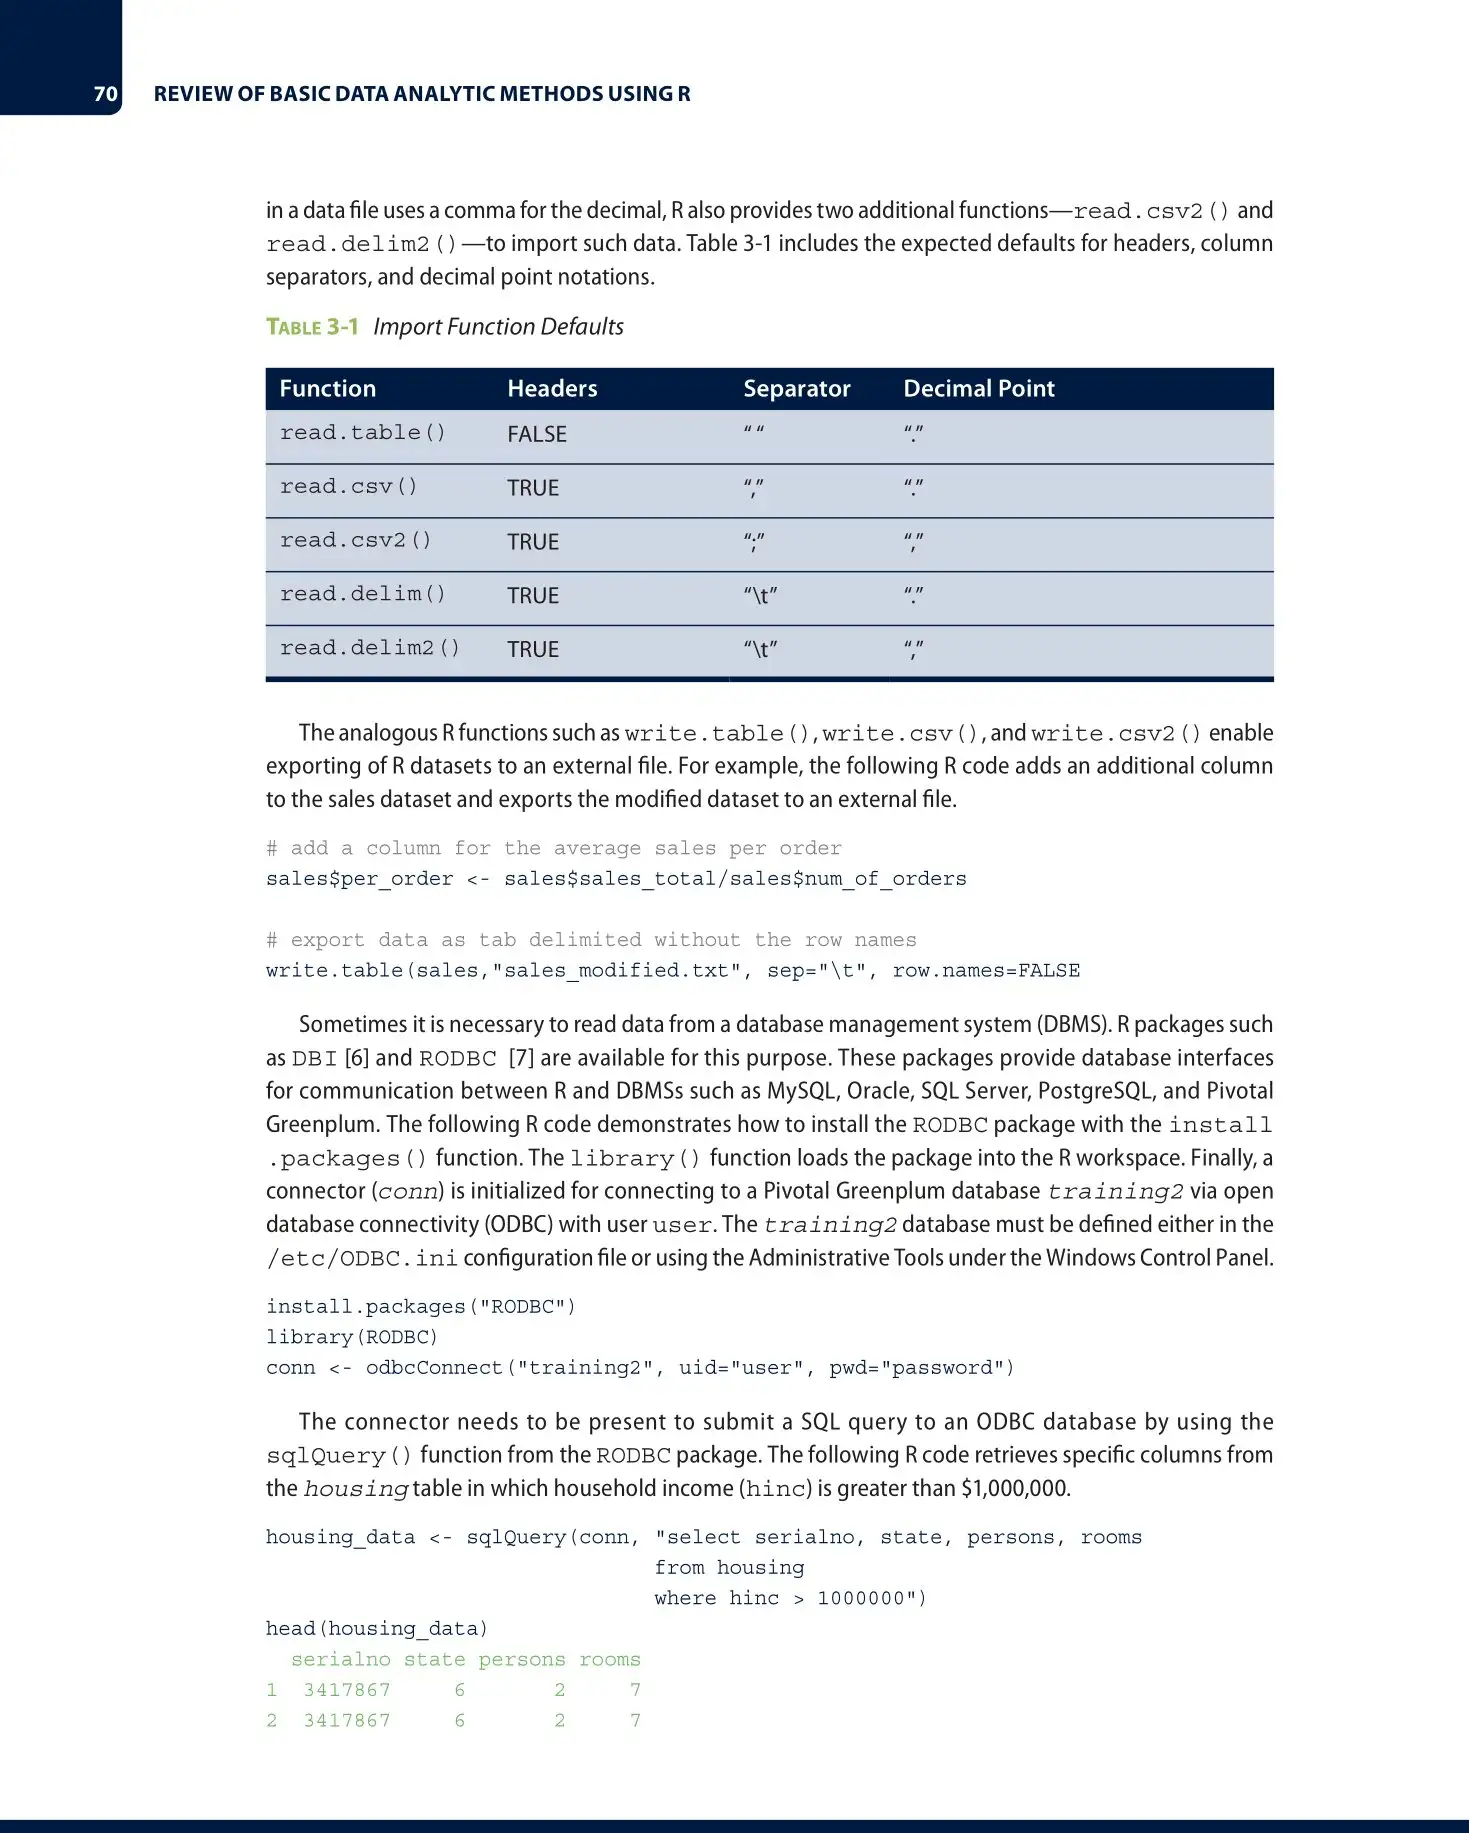 70 REVIEW OF BASIC DATA ANALYTIC METHODS USING R
in a data file uses a comma for the decimal, R also provides two additional functions—read.csv2() and
read.delim2()—to import such data. Table 3-1 includes the expected defaults for headers, column
separators, and decimal point notations.
TABLE 3-1 Import Function Defaults
Function Headers Separator Decimal Point
read.table() FALSE “ “ “.”
read.csv() TRUE “,” “.”
read.csv2() TRUE “;” “,”
read.delim() TRUE “\t” “.”
read.delim2() TRUE “\t” “,”
The analogous R functions such as write.table(), write.csv(), and write.csv2() enable
exporting of R datasets to an external file. For example, the following R code adds an additional column
to the sales dataset and exports the modified dataset to an external file.
# add a column for the average sales per order
sales$per_order <- sales$sales_total/sales$num_of_orders
# export data as tab delimited without the row names
write.table(sales,"sales_modified.txt", sep="\t", row.names=FALSE
Sometimes it is necessary to read data from a database management system (DBMS). R packages such
as DBI [6] and RODBC [7] are available for this purpose. These packages provide database interfaces
for communication between R and DBMSs such as MySQL, Oracle, SQL Server, PostgreSQL, and Pivotal
Greenplum. The following R code demonstrates how to install the RODBC package with the install
.packages() function. The library() function loads the package into the R workspace. Finally, a
connector (conn) is initialized for connecting to a Pivotal Greenplum database training2 via open
database connectivity (ODBC) with user user. The training2 database must be defined either in the
/etc/ODBC.ini configuration file or using the Administrative Tools under the Windows Control Panel.
install.packages("RODBC")
library(RODBC)
conn <- odbcConnect("training2", uid="user", pwd="password")
The connector needs to be present to submit a SQL query to an ODBC database by using the
sqlQuery() function from the RODBC package. The following R code retrieves specific columns from
the housing table in which household income (hinc) is greater than $1,000,000.
housing_data <- sqlQuery(conn, "select serialno, state, persons, rooms
from housing
where hinc > 1000000")
head(housing_data)
serialno state persons rooms
1 3417867 6 2 7
2 3417867 6 2 7